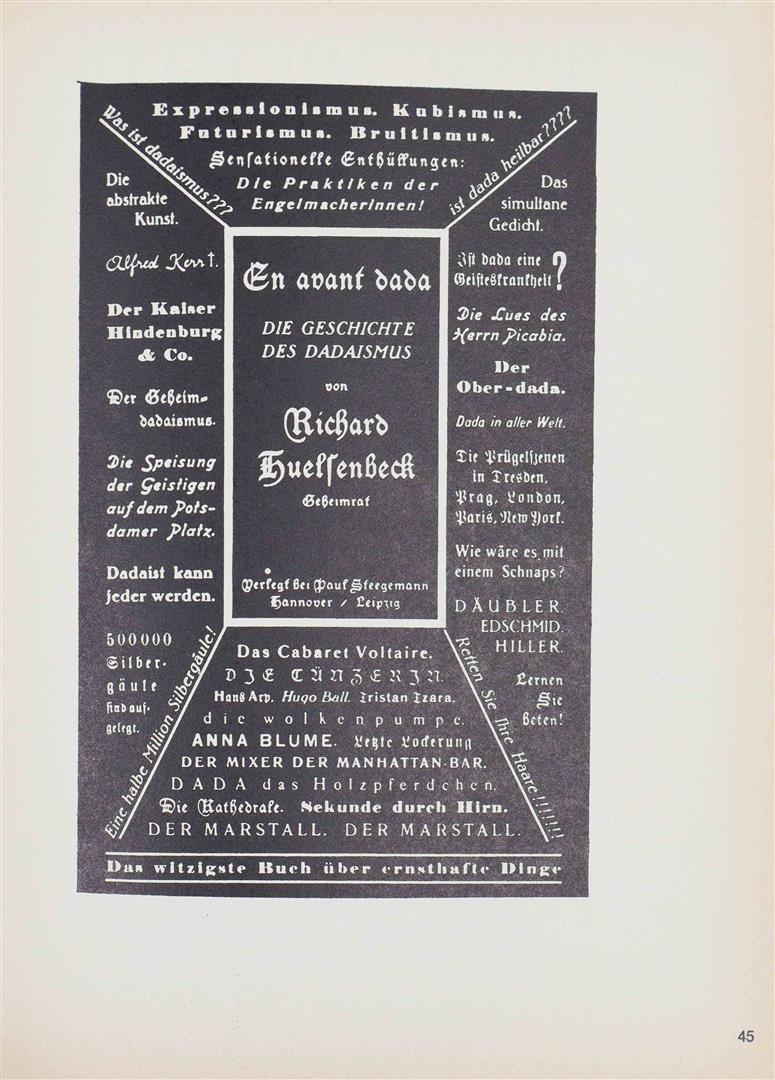 Expressionismus. Kubismus.
Futurismus. Bruitismus.
Sensationelle Enthüllungen:
Die Praktiken der
Engelmacherinnen!
Was ist dadaismus???
ist dada heilbar????
Die
abstrakte
Kunst.
Alfred Kerr †.
Der Kaiser
Hindenburg
& Co.
Der Geheim-
dadaismus.
Die Speisung
der Geistigen
auf dem Pots-
damer Platz.
Dadaist kann
jeder werden.
500000
Silber-
gäule
sind auf-
gelegt.
En avant dada
DIE GESCHICHTE
DES DADAISMUS
von
Richard
Huelsenbeck
Geheimrat
Verlegt bei Paul Steegemann
Hannover / Leipzig
Das
simultane
Gedicht.
Ist dada eine
Geisteskrankheit ?
Die Lues des
Herrn Picabia.
Der
Ober-dada.
Dada in aller Welt.
Die Prügelszenen
in Dresden,
Prag, London,
Paris, New York.
Wie wäre es mit
einem Schnaps?
DÄUBLER.
EDSCHMID.
HILLER.
Lernen
Sie
Beten!
Eine halbe Million Silbergäule!
Retten Sie Ihre Haare!!!!!!!
Das Cabaret Voltaire.
DIE TÄNZERIN.
Hans Arp. Hugo Ball. Tristan Tzara.
die wolkenpumpe.
ANNA BLUME. Letzte Lockerung
DER MIXER DER MANHATTAN-BAR.
DADA das Holzpferdchen.
Die Kathedrale. Sekunde durch Hirn.
DER MARSTALL. DER MARSTALL.
Das witzigste Buch über ernsthafte Dinge
45